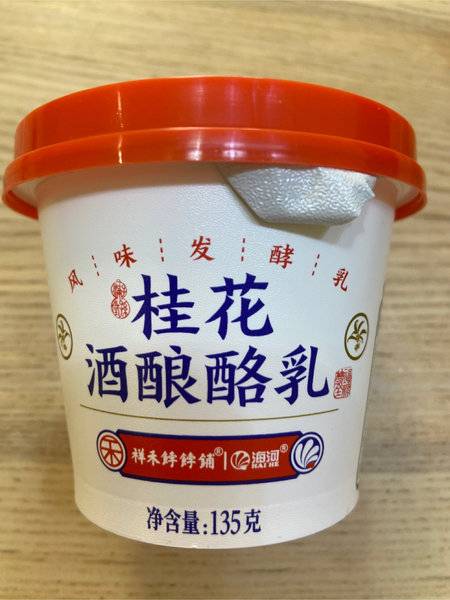 风味发酵乳
桂花
酒酿酪乳
祥禾饽饽铺® | 海河®
HAI HE
净含量:135克